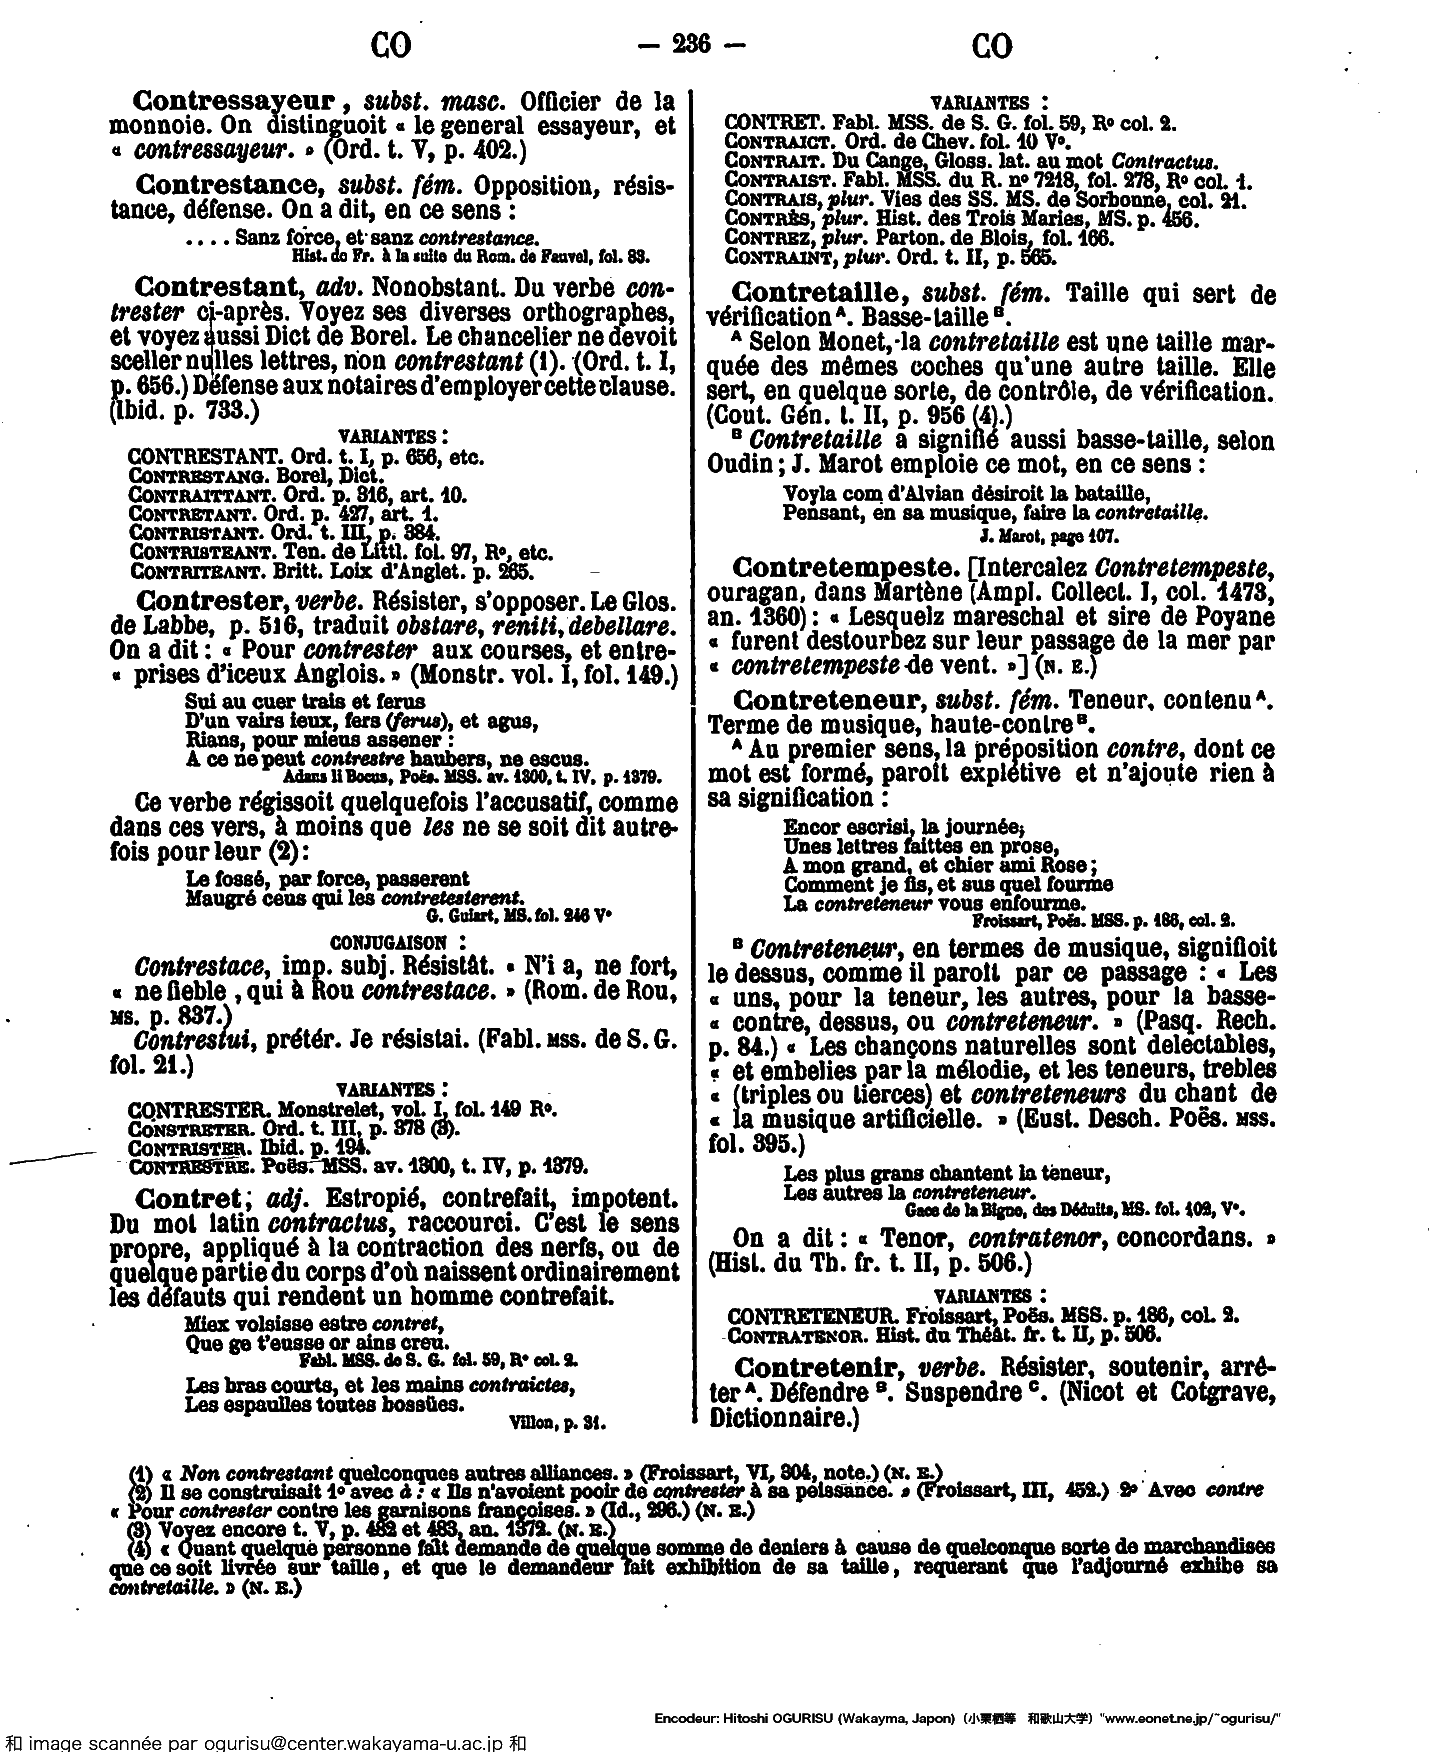 CO
— 236 —
CO
Contressayeur, subst. masc. Officier de la
monnoie. On distinguoit « le general essayeur, et
« contressayeur. » (Ord. t. V, p. 402.)
Contrestance, subst. fém. Opposition, résis-
tance, défense. On a dit, en ce sens :
.... Sanz force, et sanz contrestance.
Hist. de Fr. à la suite du Rom. de Fauvel, fol. 83.
Contrestant, adv. Nonobstant. Du verbe con-
trester ci-après. Voyez ses diverses orthographes,
et voyez aussi Dict de Borel. Le chancelier ne devoit
sceller nulles lettres, non contrestant (1). (Ord. t. I,
p. 656.) Défense aux notaires d'employer cette clause.
(Ibid. p. 733.)
VARIANTES :
CONTRESTANT. Ord. t. I, p. 656, etc.
CONTRESTANG. Borel, Dict.
CONTRAITTANT. Ord. p. 316, art. 10.
CONTRETANT. Ord. p. 427, art. 1.
CONTRISTANT. Ord. t. III, p. 384.
CONTRISTEANT. Ten. de Littl. fol. 97, Rº, etc.
CONTRITEANT. Britt. Loix d'Anglet. p. 265.
Contrester, verbe. Résister, s'opposer. Le Glos.
de Labbe, p. 516, traduit obstare, reniti, debellare.
On a dit : « Pour contrester aux courses, et entre-
« prises d'iceux Anglois. » (Monstr. vol. I, fol. 149.)
Sui au cuer trais et ferus
D'un vairs ieux, fers (ferus), et agus,
Rians, pour mieus assener :
A ce ne peut contrestre haubers, ne escus.
Adans li Bocus, Poës. MSS. av. 1300, t. IV, p. 1379.
Ce verbe régissoit quelquefois l'accusatif, comme
dans ces vers, à moins que les ne se soit dit autre-
fois pour leur (2) :
Le fossé, par force, passerent
Maugré ceus qui les contretesterent.
G. Guiart, MS. fol. 246 Vº
CONJUGAISON :
Contrestace, imp. subj. Résistât. « N'i a, ne fort,
« ne fieble, qui à Rou contrestace. » (Rom. de Rou,
MS. p. 837.)
Contrestui, prétér. Je résistai. (Fabl. MSS. de S. G.
fol. 21.)
VARIANTES :
CONTRESTER. Monstrelet, vol. I, fol. 149 Rº.
CONSTRETER. Ord. t. III, p. 378 (3).
CONTRISTER. Ibid. p. 194.
CONTRESTRE. Poës. MSS. av. 1300, t. IV, p. 1379.
Contret, adj. Estropié, contrefait, impotent.
Du mot latin contractus, raccourci. C'est le sens
propre, appliqué à la contraction des nerfs, ou de
quelque partie du corps d'où naissent ordinairement
les défauts qui rendent un homme contrefait.
Miex volsisse estre contret,
Que ge t'eusse or ains creu.
Fabl. MSS. de S. G. fol. 59, Rº col. 2.
Les bras courts, et les mains contraictes,
Les espaulles toutes bossües.
Villon, p. 31.
VARIANTES :
CONTRET. Fabl. MSS. de S. G. fol. 59, Rº col. 2.
CONTRAICT. Ord. de Chev. fol. 10 Vº.
CONTRAIT. Du Cange, Gloss. lat. au mot Contractus.
CONTRAIST. Fabl. MSS. du R. nº 7218, fol. 278, Rº col. 1.
CONTRAIS, plur. Vies des SS. MS. de Sorbonne, col. 21.
CONTRÈS, plur. Hist. des Trois Maries, MS. p. 456.
CONTREZ, plur. Parton. de Blois, fol. 166.
CONTRAINT, plur. Ord. t. II, p. 565.
Contretaille, subst. fém. Taille qui sert de
vérification ᴬ. Basse-taille ᴮ.
ᴬ Selon Monet, la contretaille est une taille mar-
quée des mêmes coches qu'une autre taille. Elle
sert, en quelque sorte, de contrôle, de vérification.
(Cout. Gén. t. II, p. 956 (4).)
ᴮ Contretaille a signifié aussi basse-taille, selon
Oudin ; J. Marot emploie ce mot, en ce sens :
Voyla com d'Alvian désiroit la bataille,
Pensant, en sa musique, faire la contretaille.
J. Marot, page 107.
Contretempeste. [Intercalez Contretempeste,
ouragan, dans Martène (Ampl. Collect. I, col. 1473,
an. 1360) : « Lesquelz mareschal et sire de Poyane
« furent destourbez sur leur passage de la mer par
« contretempeste de vent. »] (N. E.)
Contreteneur, subst. fém. Teneur, contenu ᴬ.
Terme de musique, haute-contre ᴮ.
ᴬ Au premier sens, la préposition contre, dont ce
mot est formé, paroît explétive et n'ajoute rien à
sa signification :
Encor escrisi, la journée,
Unes lettres faittes en prose,
A mon grand, et chier ami Rose ;
Comment je fis, et sus quel fourme
La contreteneur vous enfourme.
Froissart, Poës. MSS. p. 186, col. 2.
ᴮ Contreteneur, en termes de musique, signifioit
le dessus, comme il paroît par ce passage : « Les
« uns, pour la teneur, les autres, pour la basse-
« contre, dessus, ou contreteneur. » (Pasq. Rech.
p. 84.) « Les chançons naturelles sont delectables,
« et embelies par la mélodie, et les teneurs, trebles
« (triples ou tierces) et contreteneurs du chant de
« la musique artificielle. » (Eust. Desch. Poës. MSS.
fol. 395.)
Les plus grans chantent la teneur,
Les autres la contreteneur.
Gace de la Bigne, des Déduits, MS. fol. 102, Vº.
On a dit : « Tenor, contratenor, concordans. »
(Hist. du Th. fr. t. II, p. 506.)
VARIANTES :
CONTRETENEUR. Froissart, Poës. MSS. p. 186, col. 2.
CONTRATENOR. Hist. du Théât. fr. t. II, p. 506.
Contretenir, verbe. Résister, soutenir, arrê-
ter ᴬ. Défendre ᴮ. Suspendre ᶜ. (Nicot et Cotgrave,
Dictionnaire.)
(1) « Non contrestant quelconques autres alliances. » (Froissart, VI, 304, note.) (N. E.)
(2) Il se construisait 1º avec à : « Ils n'avoient pooir de contrester à sa peissance. » (Froissart, III, 452.) 2º Avec contre
« Pour contrester contre les garnisons françoises. » (Id., 296.) (N. E.)
(3) Voyez encore t. V, p. 482 et 483, an. 1372. (N. E.)
(4) « Quant quelque personne fait demande de quelque somme de deniers à cause de quelconque sorte de marchandises
que ce soit livrée sur taille, et que le demandeur fait exhibition de sa taille, requerant que l'adjourné exhibe sa
contretaille. » (N. E.)
Encodeur: Hitoshi OGURISU (Wakayma, Japon) (小栗栖等 和歌山大学) "www.eonet.ne.jp/~ogurisu/"
和 image scannée par ogurisu@center.wakayama-u.ac.jp 和